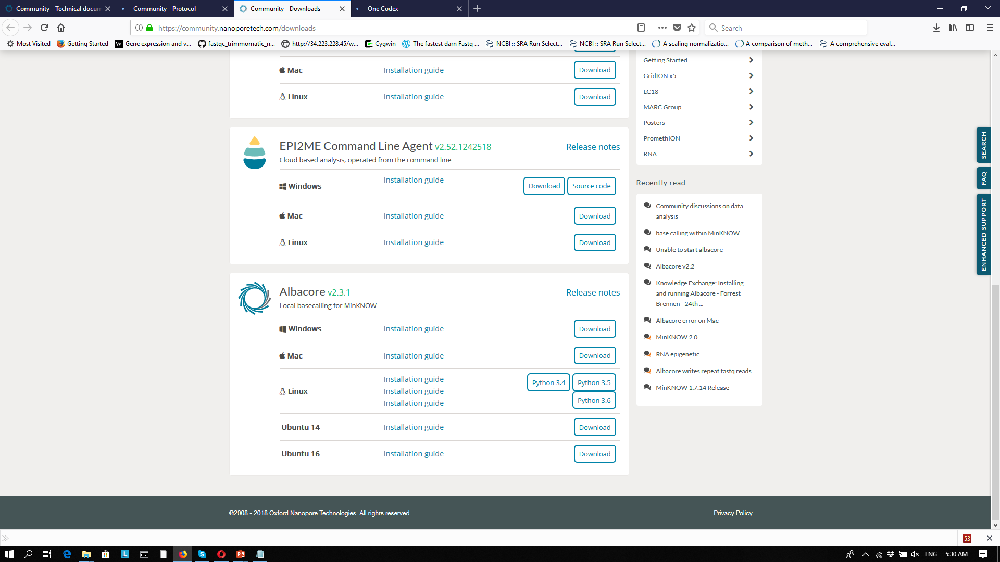 Community - Technical docum
Community - Protocol
Community - Downloads
One Codex
https://community.nanoporetech.com/downloads
Search
Most Visited
Getting Started
Gene expression and v...
fastqc_trimmomatic_n...
http://34.223.228.45/w...
Cygwin
The fastest darn Fastq ...
NCBI :: SRA Run Select...
NCBI :: SRA Run Select...
A scaling normalizatio...
A comparison of meth...
A comprehensive eval...
Mac Installation guide Download
Linux Installation guide Download
EPI2ME Command Line Agent v2.52.1242518 Release notes
Cloud based analysis, operated from the command line
Windows Installation guide Download Source code
Mac Installation guide Download
Linux Installation guide Download
Albacore v2.3.1 Release notes
Local basecalling for MinKNOW
Windows Installation guide Download
Mac Installation guide Download
Installation guide Python 3.4 Python 3.5
Linux Installation guide
Installation guide Python 3.6
Ubuntu 14 Installation guide Download
Ubuntu 16 Installation guide Download
Getting Started
GridION x5
LC18
MARC Group
Posters
PromethION
RNA
Recently read
Community discussions on data
analysis
base calling within MinKNOW
Unable to start albacore
Albacore v2.2
Knowledge Exchange: Installing
and running Albacore - Forrest
Brennen - 24th ...
Albacore error on Mac
MinKNOW 2.0
RNA epigenetic
Albacore writes repeat fastq reads
MinKNOW 1.7.14 Release
SEARCH
FAQ
ENHANCED SUPPORT
©2008 - 2018 Oxford Nanopore Technologies. All rights reserved
Privacy Policy
53
ENG
5:30 AM